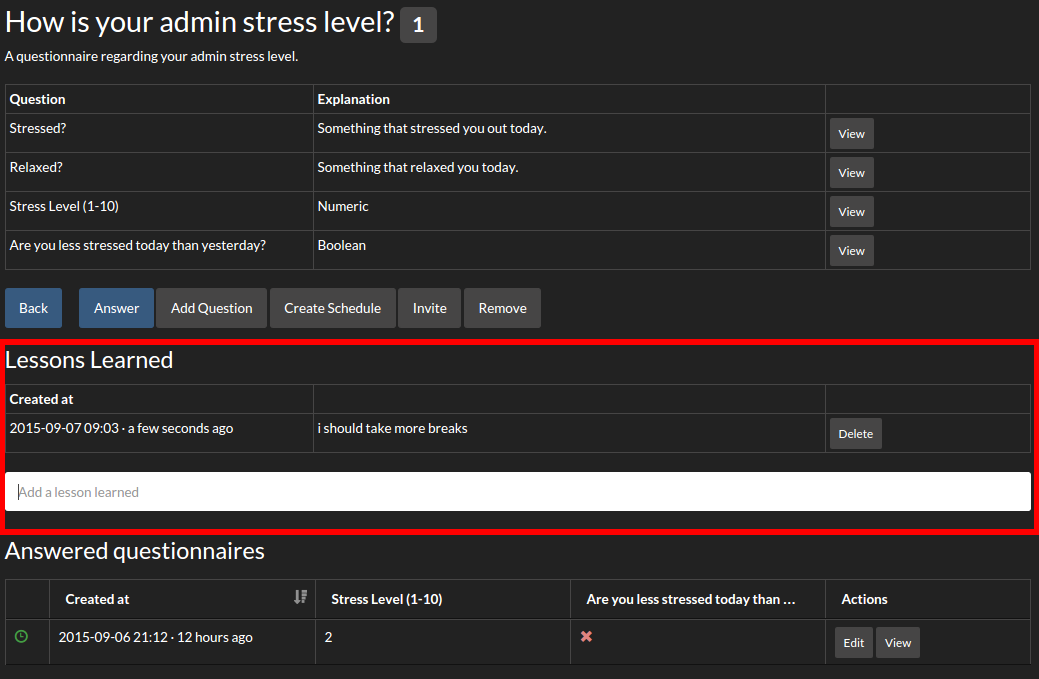 How is your admin stress level? 1
A questionnaire regarding your admin stress level.
Question Explanation
Stressed? Something that stressed you out today. View
Relaxed? Something that relaxed you today. View
Stress Level (1-10) Numeric View
Are you less stressed today than yesterday? Boolean View
Back Answer Add Question Create Schedule Invite Remove
Lessons Learned
Created at
2015-09-07 09:03 · a few seconds ago i should take more breaks Delete
Add a lesson learned
Answered questionnaires
Created at Stress Level (1-10) Are you less stressed today than ... Actions
2015-09-06 21:12 · 12 hours ago 2 Edit View